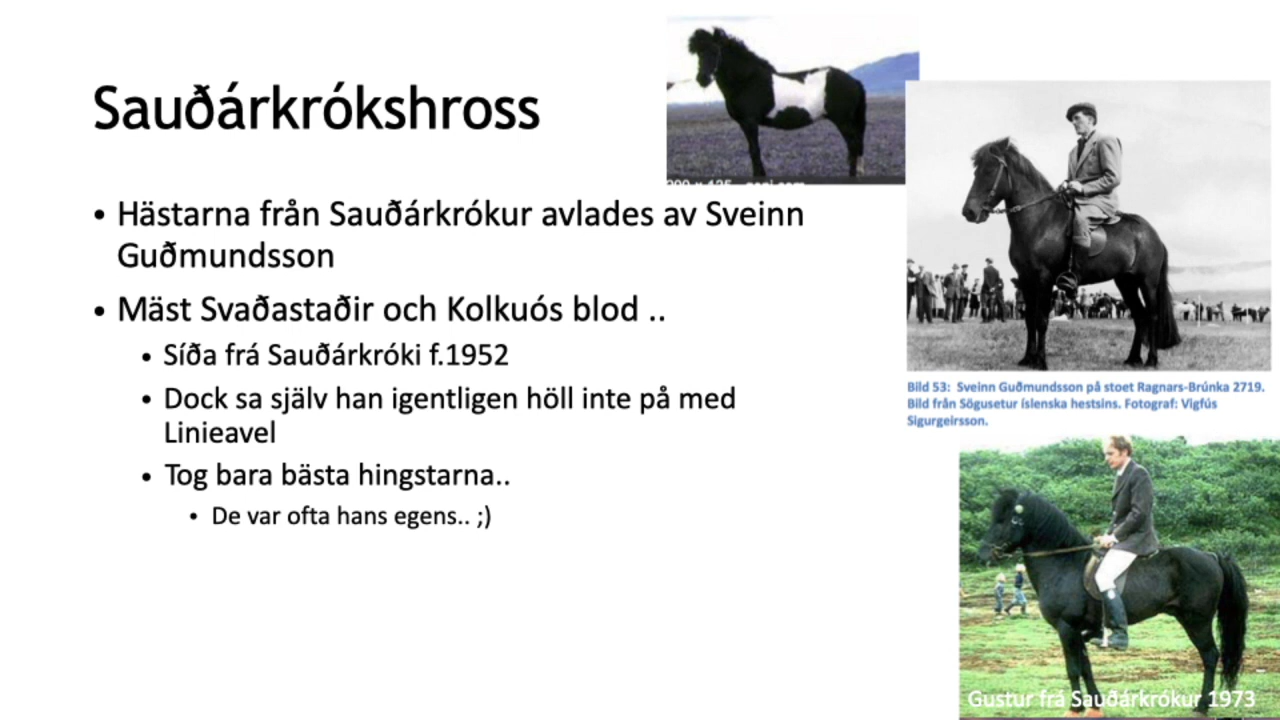 Sauðárkrókshross
• Hästarna från Sauðárkrókur avlades av Sveinn
Guðmundsson
• Mäst Svaðastaðir och Kolkuós blod ..
• Síða frá Sauðárkróki f.1952
• Dock sa själv han igentligen höll inte på med
Linieavel
• Tog bara bästa hingstarna..
• De var ofta hans egens.. ;)
Bild 53: Sveinn Guðmundsson på stoet Ragnars-Brúnka 2719.
Bild från Sögusetur íslenska hestsins. Fotograf: Vigfús
Sigurgeirsson.
Gustur frá Sauðárkrókur 1973